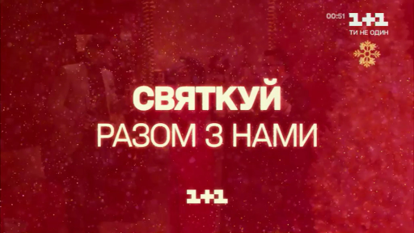 00:51 1+1
ТИ НЕ ОДИН
СВЯТКУЙ
РАЗОМ З НАМИ
1+1